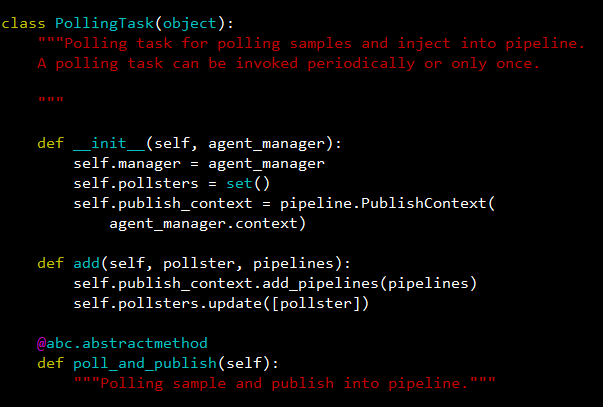 class PollingTask(object):
    """Polling task for polling samples and inject into pipeline.
    A polling task can be invoked periodically or only once.

    """

    def __init__(self, agent_manager):
        self.manager = agent_manager
        self.pollsters = set()
        self.publish_context = pipeline.PublishContext(
            agent_manager.context)

    def add(self, pollster, pipelines):
        self.publish_context.add_pipelines(pipelines)
        self.pollsters.update([pollster])

    @abc.abstractmethod
    def poll_and_publish(self):
        """Polling sample and publish into pipeline."""